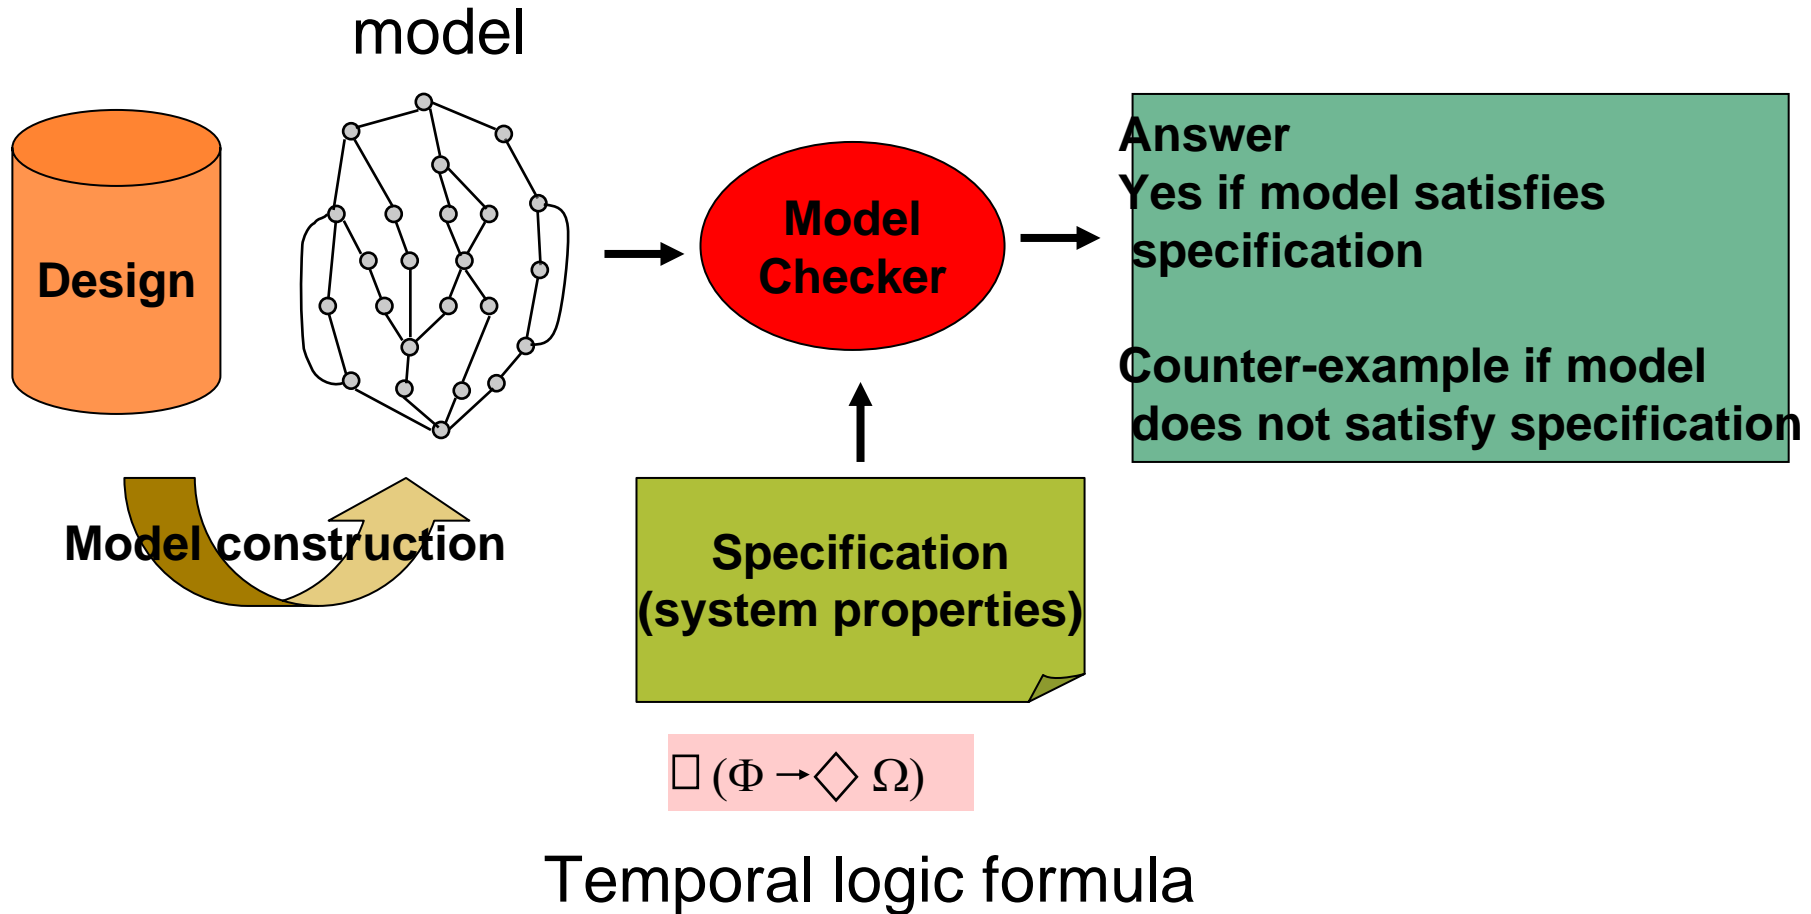 model
Design
Model construction
Model
Checker
Answer
Yes if model satisfies
specification
Counter-example if model
does not satisfy specification
Specification
(system properties)
□ (Φ → ◇ Ω)
Temporal logic formula